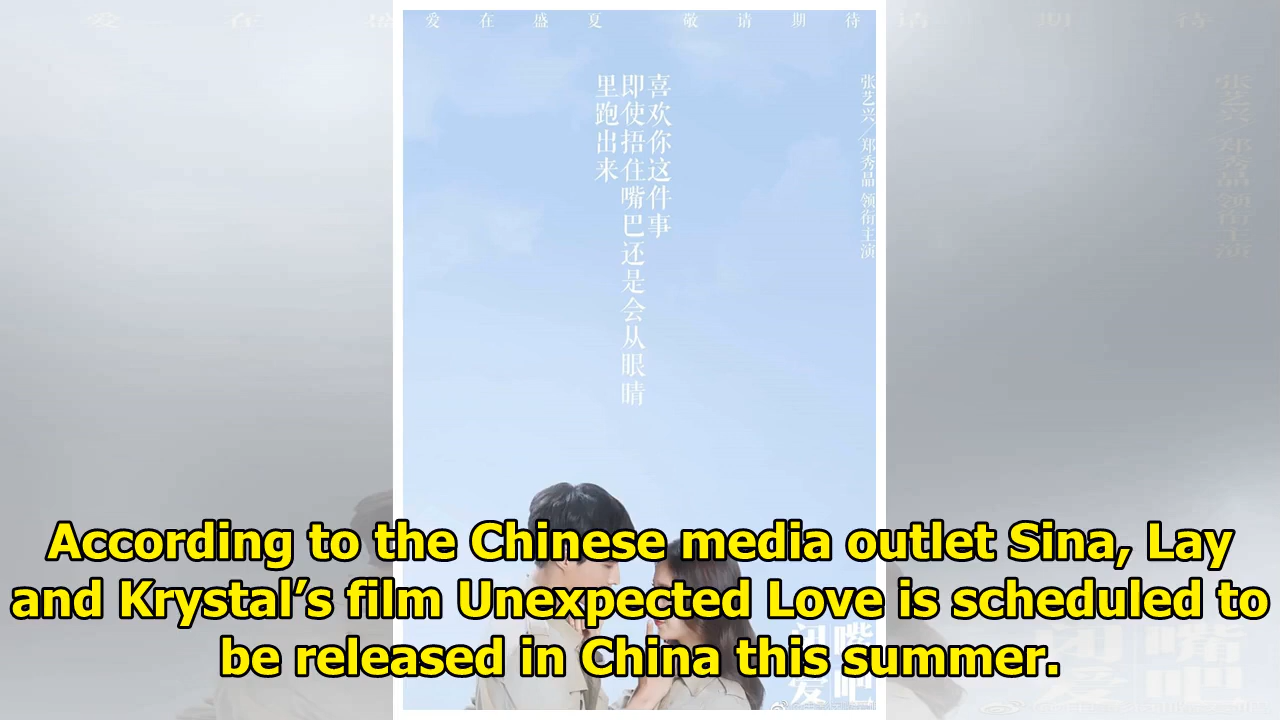 爱在盛夏 敬请期待
喜欢你这件事
即使捂住嘴巴还是会从眼睛
里跑出来
张艺兴／郑秀晶 领衔主演
According to the Chinese media outlet Sina, Lay
and Krystal’s film Unexpected Love is scheduled to
be released in China this summer.
嘴吧